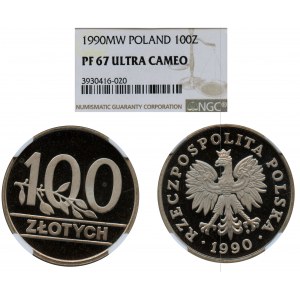 1990MW POLAND 100Z
PF 67 ULTRA CAMEO
3930416-020
NUMISMATIC GUARANTY CORPORATION
NGC
100
ZŁOTYCH
RZECZPOSPOLITA POLSKA
1990